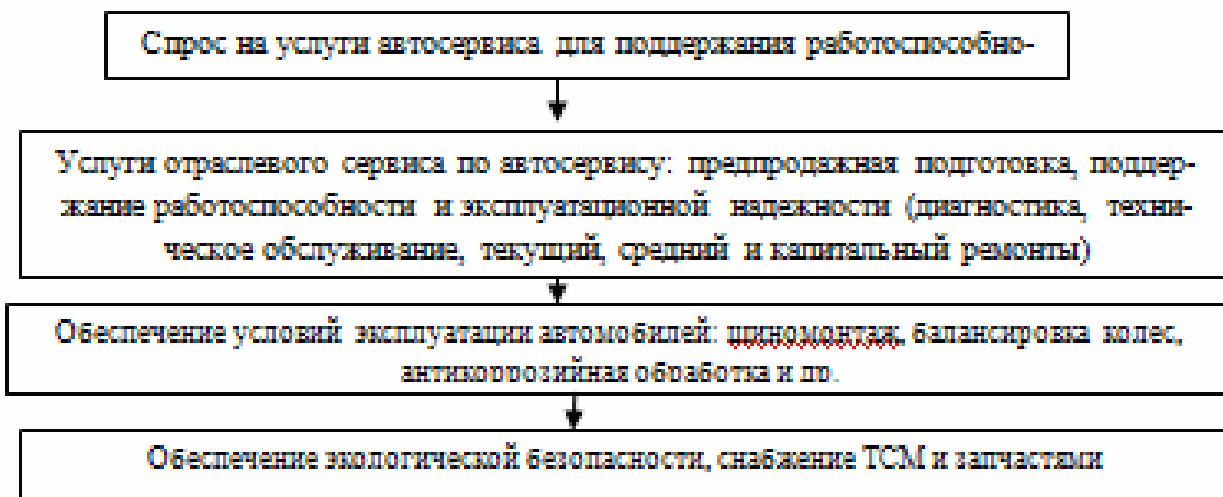 Спрос на услуги автосервиса для поддержания работоспособно-
Услуги отраслевого сервиса по автосервису: предпродажная подготовка, поддер-
жание работоспособности и эксплуатационной надежности (диагностика, техни-
ческое обслуживание, текущий, средний и капитальный ремонты)
Обеспечение условий эксплуатации автомобилей: шиномонтаж, балансировка колес,
антикоррозийная обработка и др.
Обеспечение экологической безопасности, снабжение ТСМ и запчастями